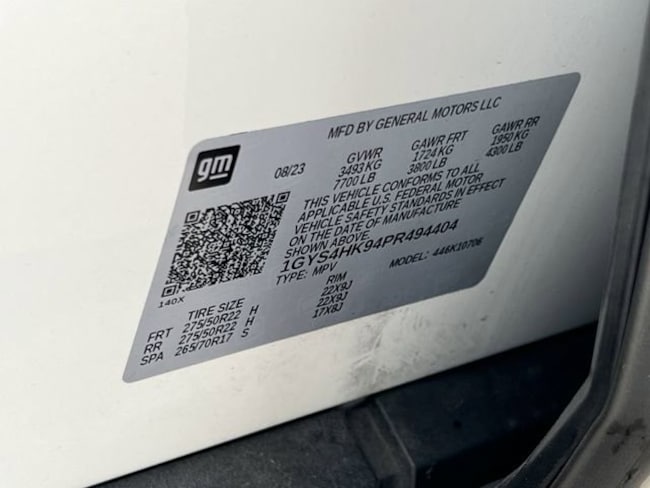 MFD BY GENERAL MOTORS LLC
gm
08/23
GVWR GAWR FRT GAWR RR
3493 KG 1724 KG 1950 KG
7700 LB 3800 LB 4300 LB
THIS VEHICLE CONFORMS TO ALL
APPLICABLE U.S. FEDERAL MOTOR
VEHICLE SAFETY STANDARDS IN EFFECT
ON THE DATE OF MANUFACTURE
SHOWN ABOVE.
1GYS4HK94PR494404
TYPE: MPV MODEL: 446K10706
140X
TIRE SIZE RIM
FRT 275/50R22 H 22X9J
RR 275/50R22 H 22X9J
SPA 265/70R17 S 17X8J